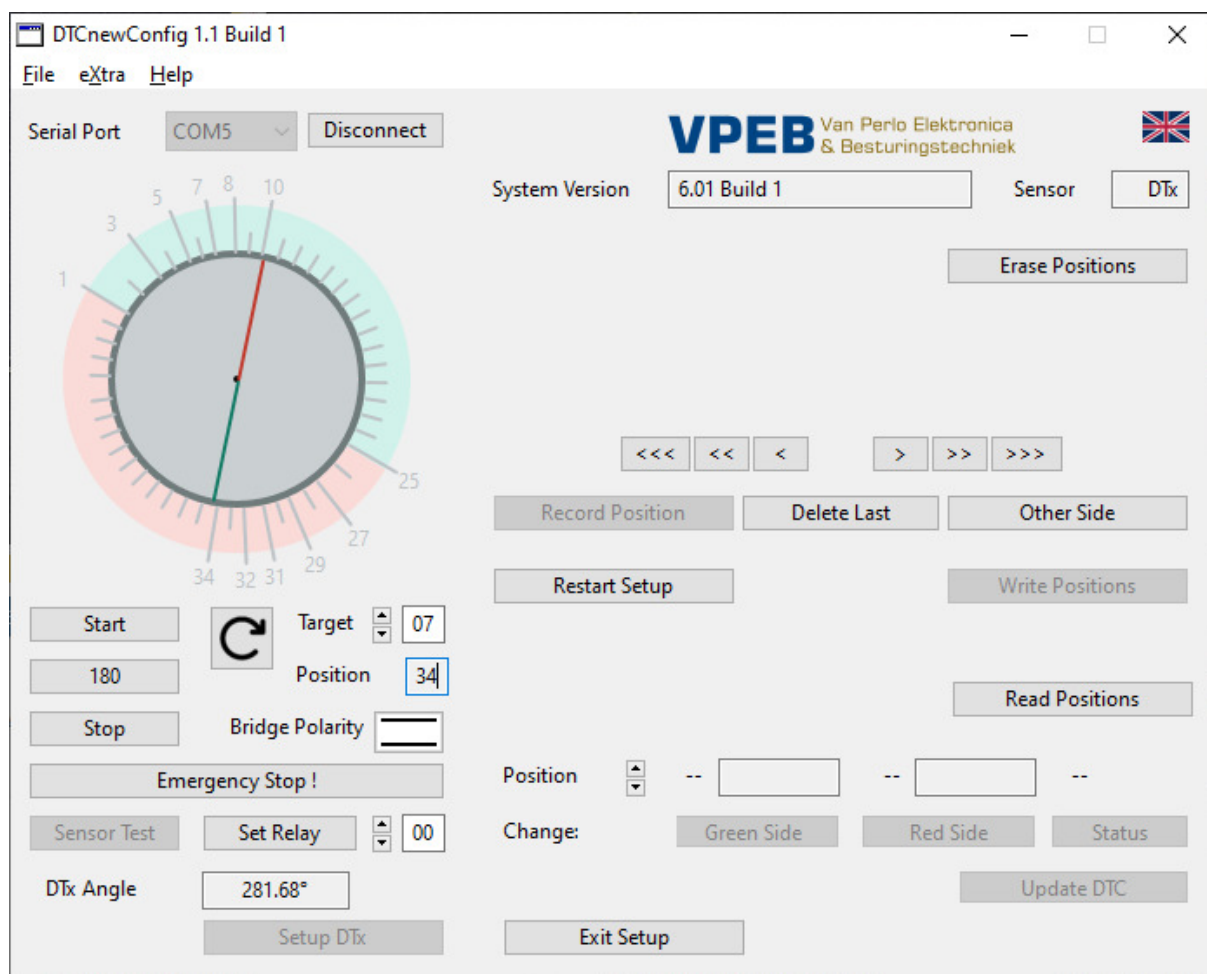 DTCnewConfig 1.1 Build 1
File eXtra Help
Serial Port COM5 Disconnect
VPEB Van Perlo Elektronica
& Besturingstechniek
System Version 6.01 Build 1 Sensor DTx
1 3 5 7 8 10
25
27
29
31
32
34
Erase Positions
<<< << < > >> >>>
Record Position Delete Last Other Side
Restart Setup Write Positions
Start Target 07
180 Position 34
Stop Bridge Polarity
Emergency Stop !
Sensor Test Set Relay 00
DTx Angle 281.68°
Setup DTx
Read Positions
Position -- -- --
Change: Green Side Red Side Status
Update DTC
Exit Setup